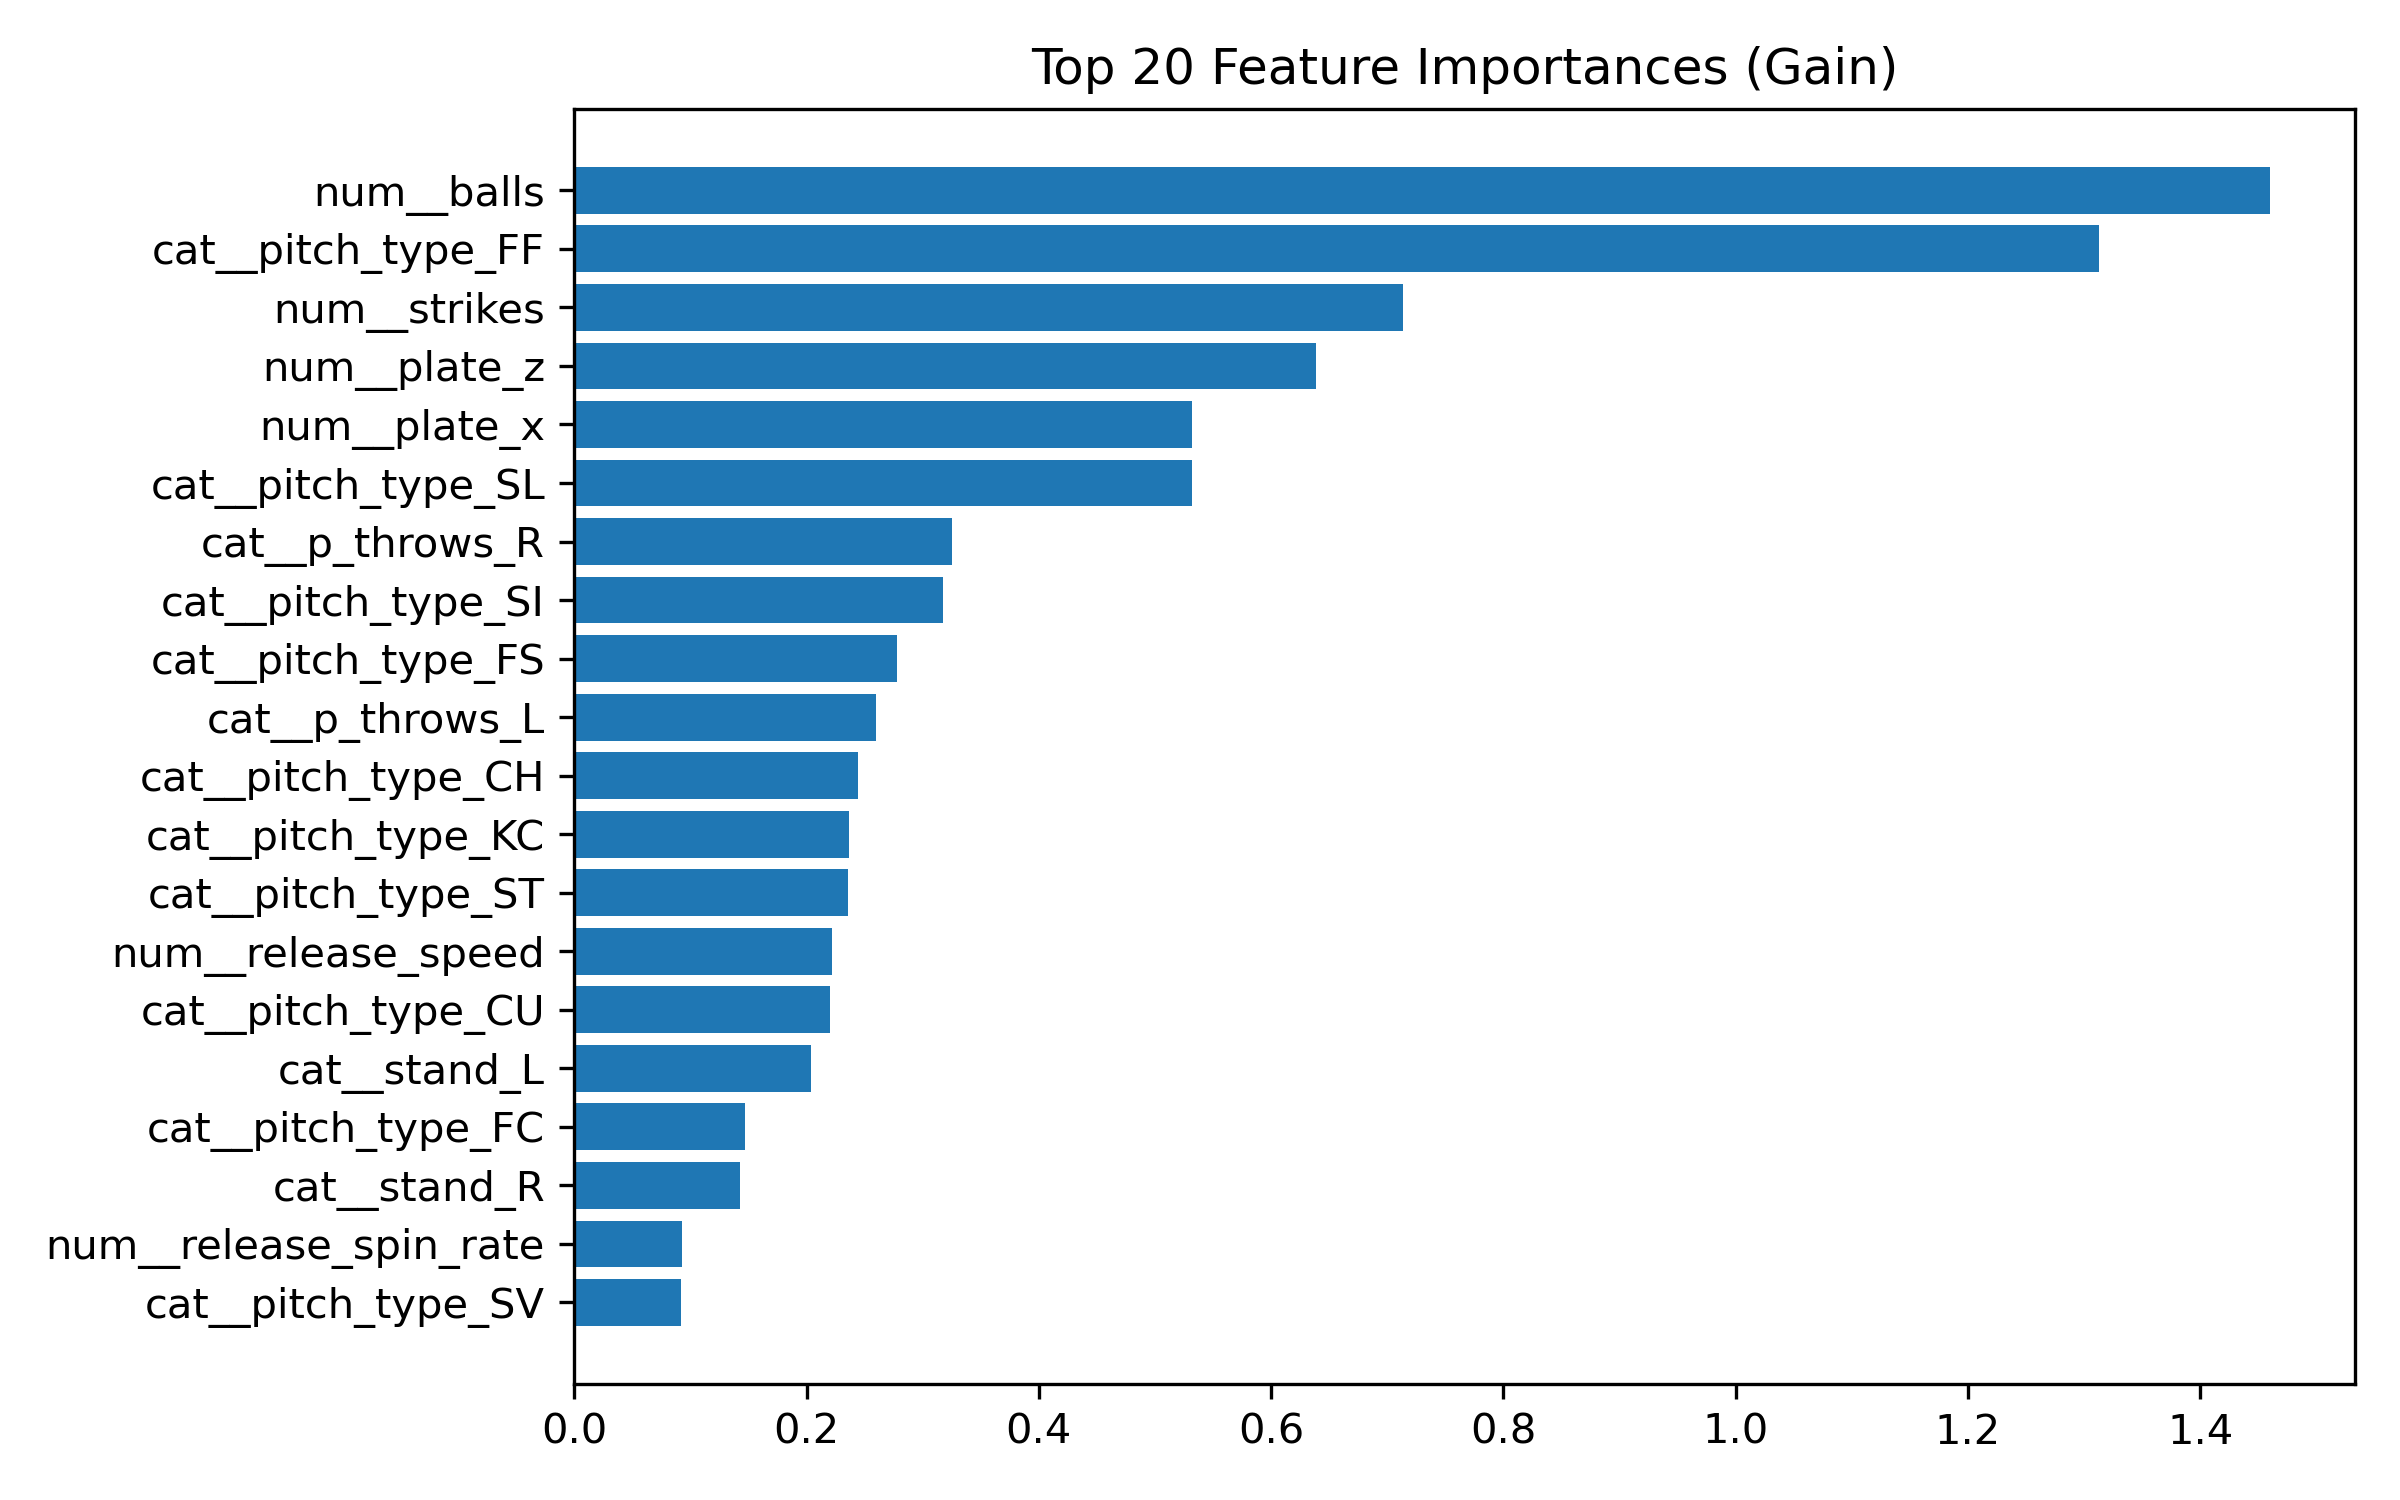 Top 20 Feature Importances (Gain)
num__balls
cat__pitch_type_FF
num__strikes
num__plate_z
num__plate_x
cat__pitch_type_SL
cat__p_throws_R
cat__pitch_type_SI
cat__pitch_type_FS
cat__p_throws_L
cat__pitch_type_CH
cat__pitch_type_KC
cat__pitch_type_ST
num__release_speed
cat__pitch_type_CU
cat__stand_L
cat__pitch_type_FC
cat__stand_R
num__release_spin_rate
cat__pitch_type_SV
0.0 0.2 0.4 0.6 0.8 1.0 1.2 1.4